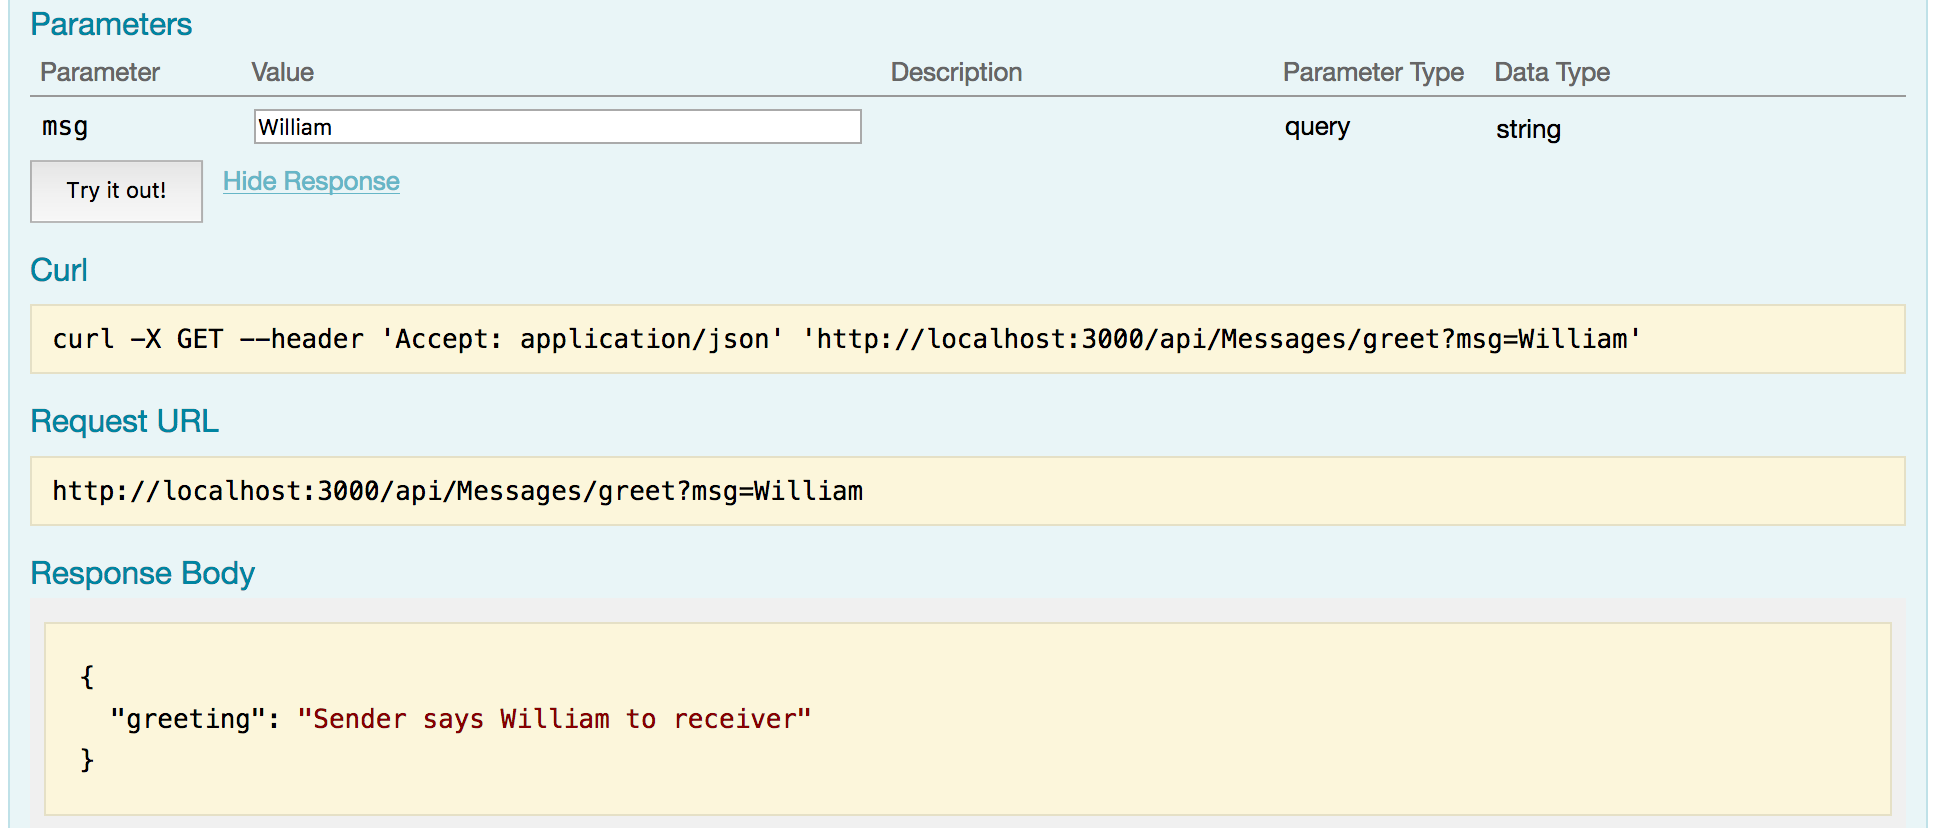 Parameters
Parameter Value Description Parameter Type Data Type
msg William query string
Try it out! Hide Response
Curl
curl -X GET --header 'Accept: application/json' 'http://localhost:3000/api/Messages/greet?msg=William'
Request URL
http://localhost:3000/api/Messages/greet?msg=William
Response Body
{
"greeting": "Sender says William to receiver"
}